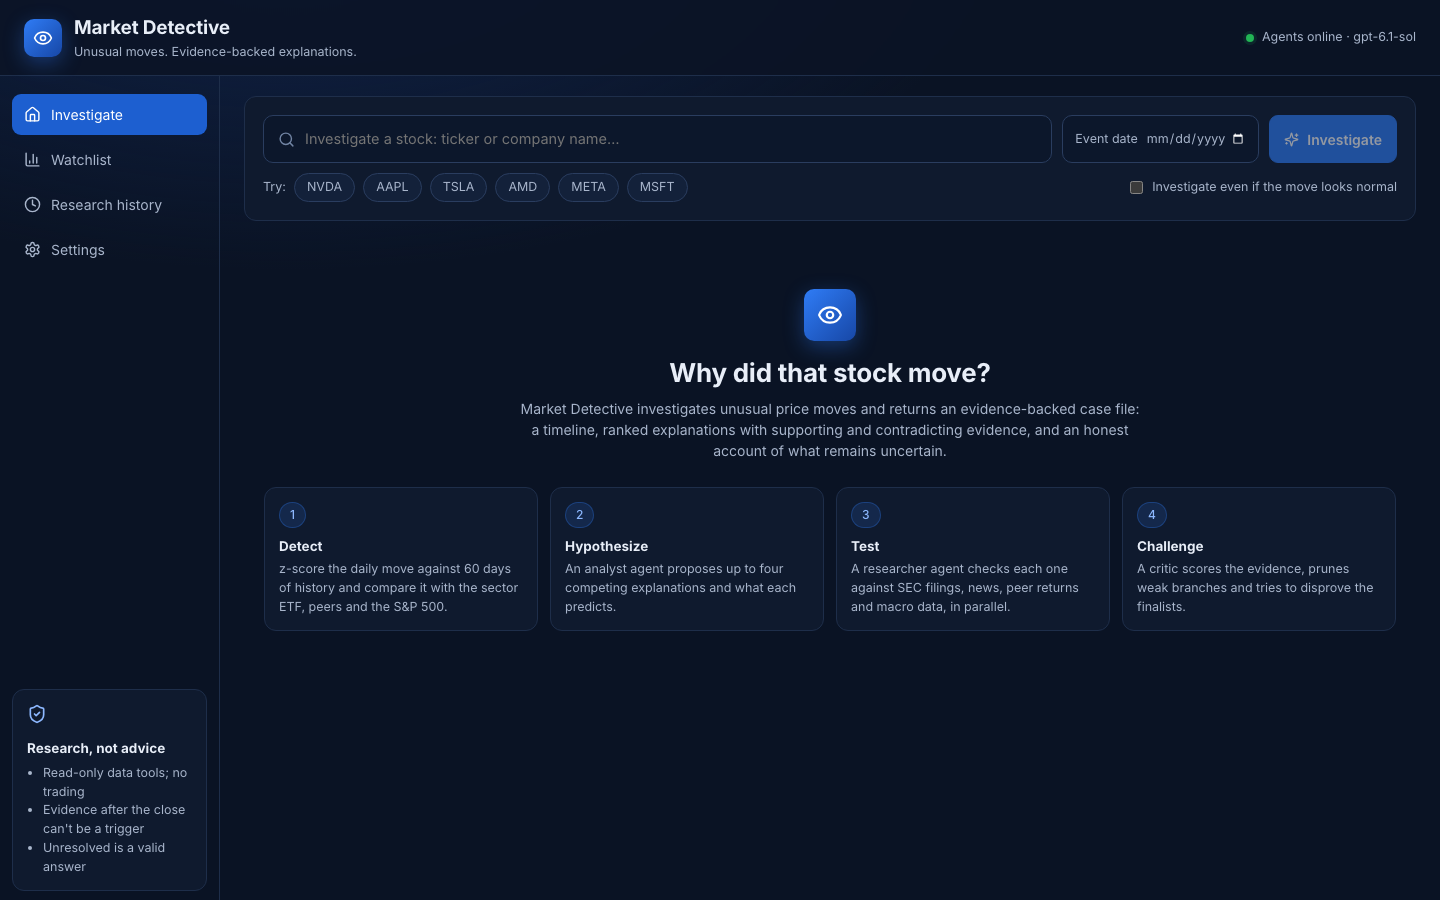 Market Detective
Unusual moves. Evidence-backed explanations.
Agents online · gpt-6.1-sol
Investigate
Watchlist
Research history
Settings
Research, not advice
Read-only data tools; no
trading
Evidence after the close
can't be a trigger
Unresolved is a valid
answer
Investigate a stock: ticker or company name...
Event date mm/dd/yyyy
Investigate
Try: NVDA AAPL TSLA AMD META MSFT
Investigate even if the move looks normal
Why did that stock move?
Market Detective investigates unusual price moves and returns an evidence-backed case file:
a timeline, ranked explanations with supporting and contradicting evidence, and an honest
account of what remains uncertain.
1
Detect
z-score the daily move against 60 days
of history and compare it with the sector
ETF, peers and the S&P 500.
2
Hypothesize
An analyst agent proposes up to four
competing explanations and what each
predicts.
3
Test
A researcher agent checks each one
against SEC filings, news, peer returns
and macro data, in parallel.
4
Challenge
A critic scores the evidence, prunes
weak branches and tries to disprove the
finalists.